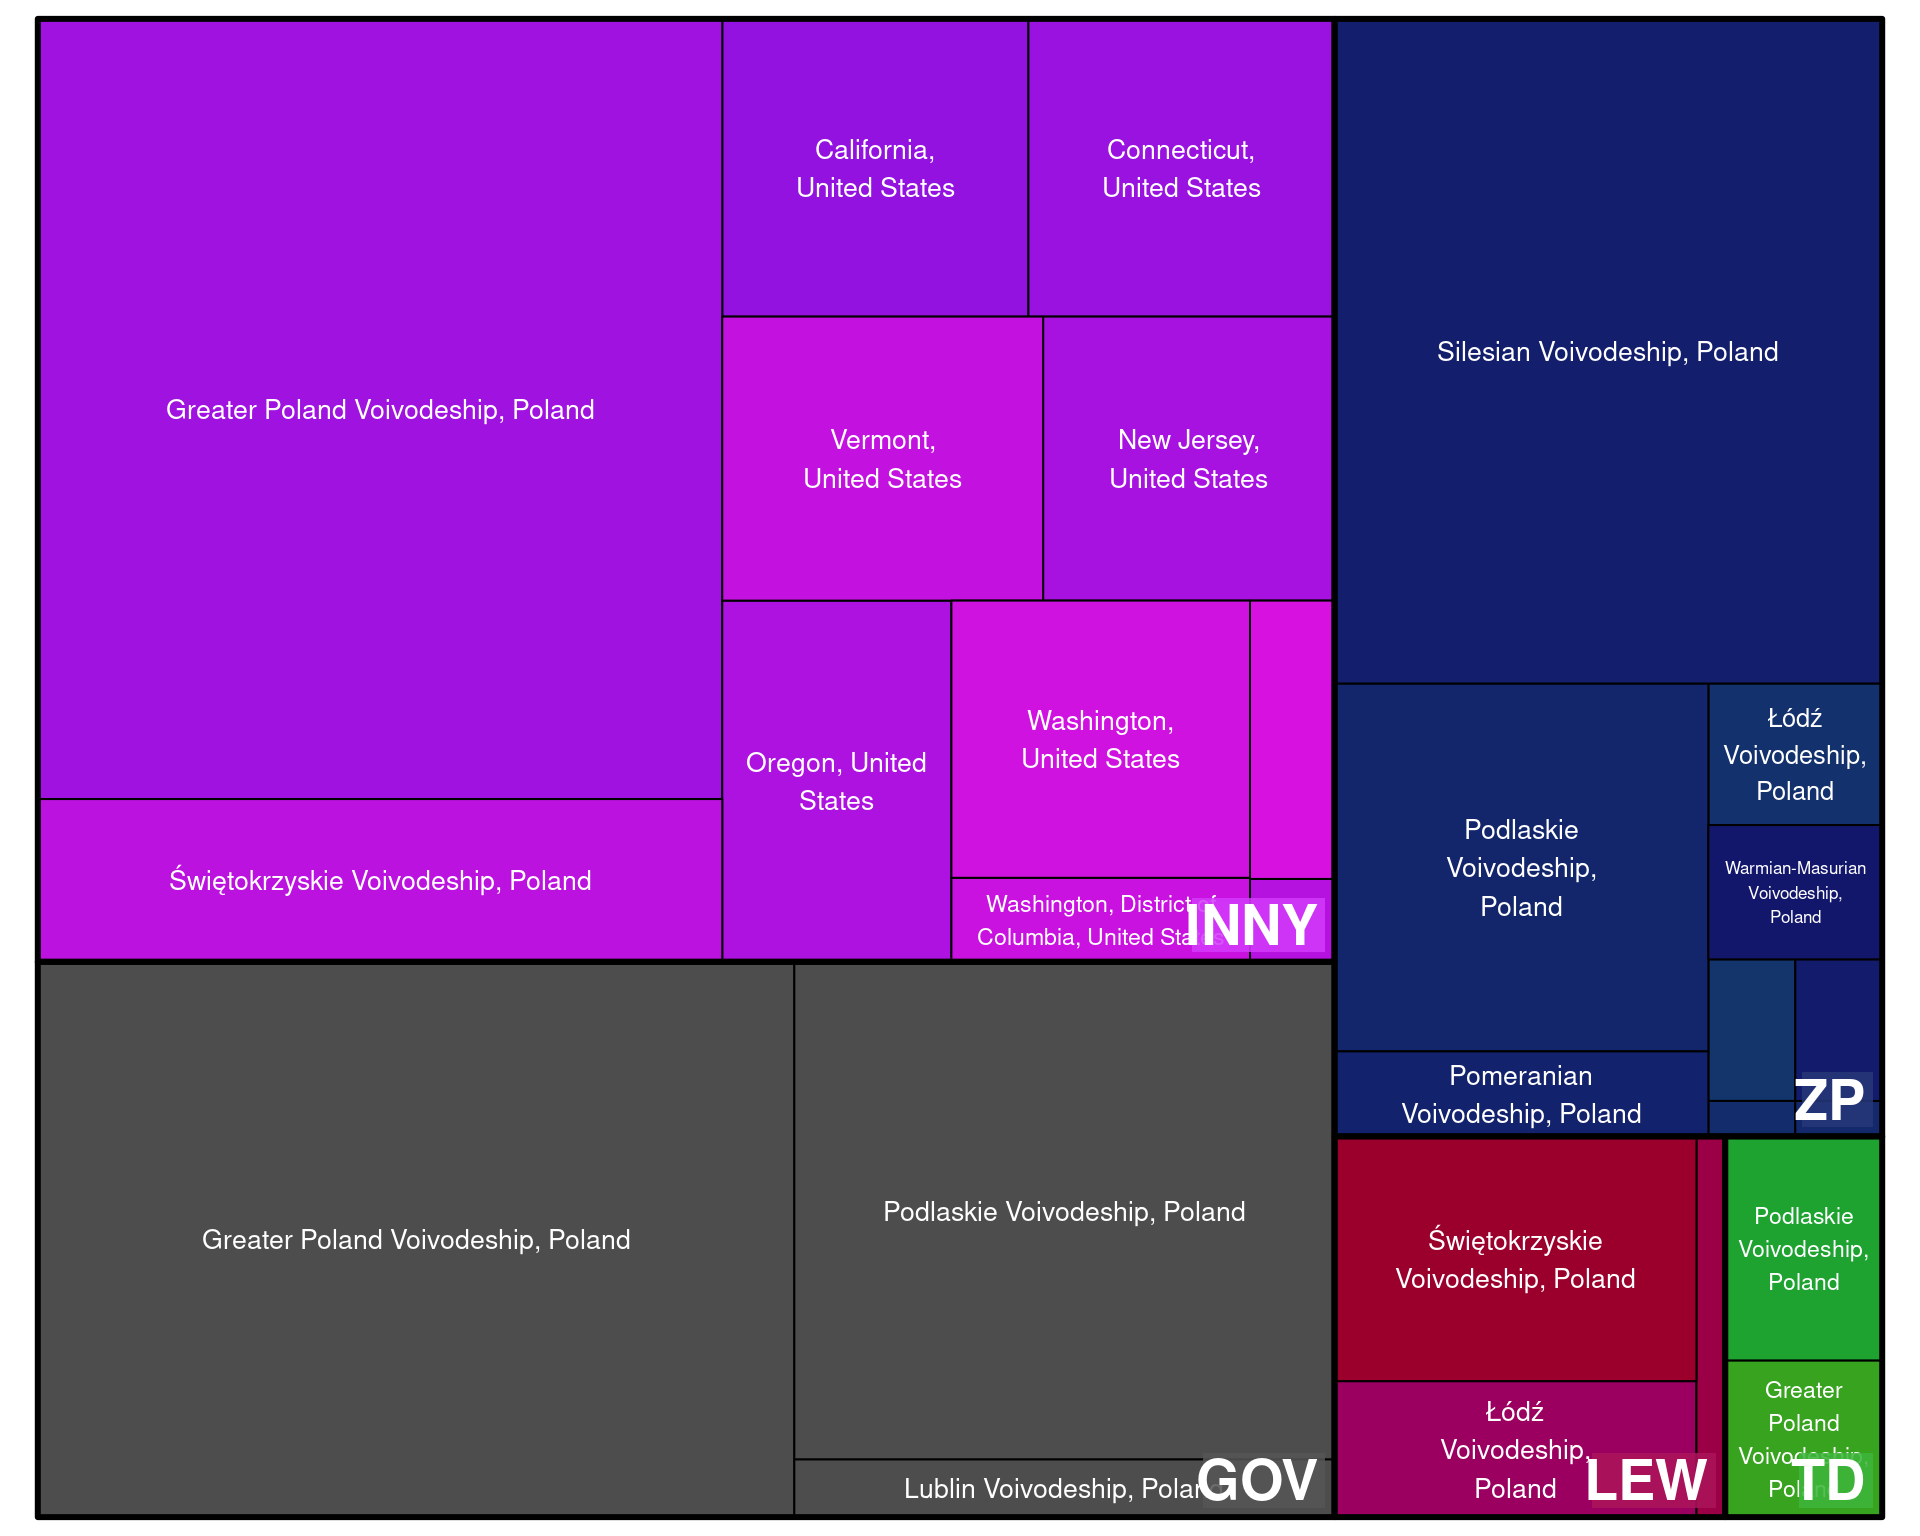 Greater Poland Voivodeship, Poland
Świętokrzyskie Voivodeship, Poland
California,
United States
Connecticut,
United States
Vermont,
United States
New Jersey,
United States
Oregon, United
States
Washington,
United States
Washington, District of
Columbia, United States
INNY
Greater Poland Voivodeship, Poland
Podlaskie Voivodeship, Poland
Lublin Voivodeship, Poland
GOV
Silesian Voivodeship, Poland
Podlaskie
Voivodeship,
Poland
Pomeranian
Voivodeship, Poland
Łódź
Voivodeship,
Poland
Warmian-Masurian
Voivodeship,
Poland
ZP
Świętokrzyskie
Voivodeship, Poland
Łódź
Voivodeship,
Poland
LEW
Podlaskie
Voivodeship,
Poland
Greater
Poland
Voivodeship,
Poland
TD